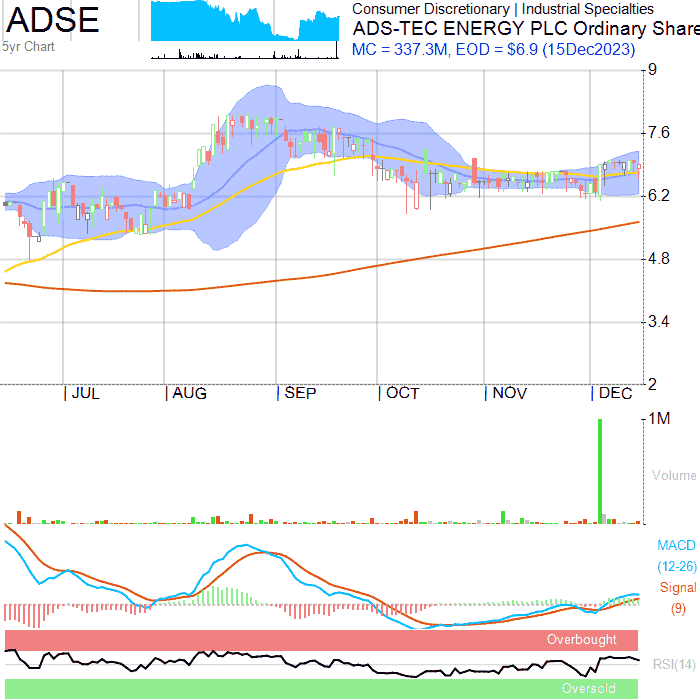 ADSE
5yr Chart
Consumer Discretionary | Industrial Specialties
ADS-TEC ENERGY PLC Ordinary Share
MC = 337.3M, EOD = $6.9 (15Dec2023)
9
7.6
6.2
4.8
3.4
2
JUL AUG SEP OCT NOV DEC
1M
Volume
MACD
(12-26)
Signal
(9)
Overbought
RSI(14)
Oversold